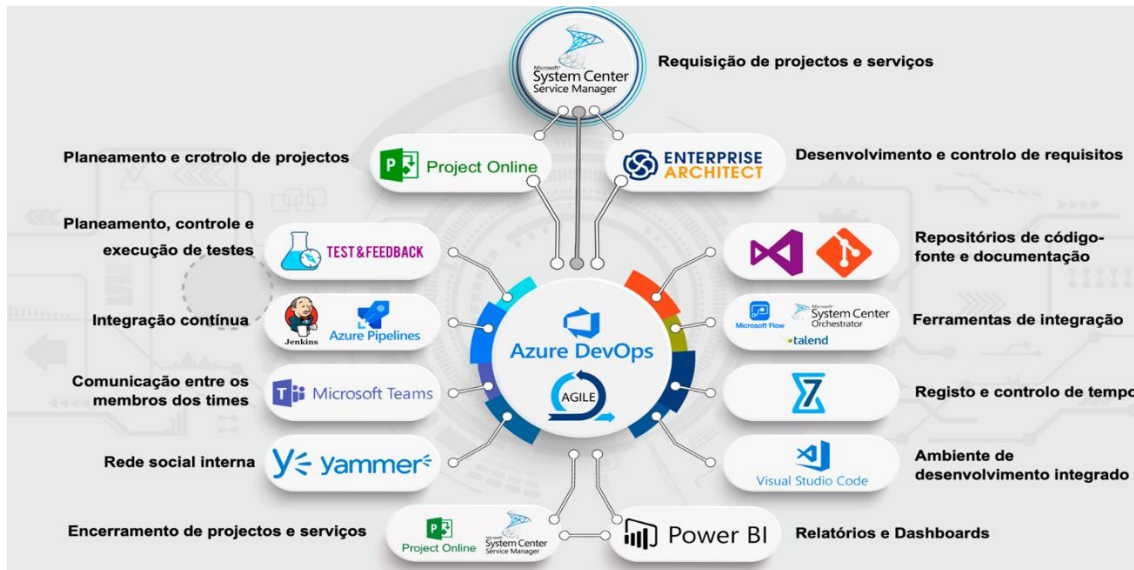 Microsoft
System Center
Service Manager
Requisição de projectos e serviços
Planeamento e crotrolo de projectos
P
Project Online
ENTERPRISE
ARCHITECT
Desenvolvimento e controlo de requisitos
Planeamento, controle e
execução de testes
TEST&FEEDBACK
Repositórios de código-
fonte e documentação
Integração contínua
Jenkins
Azure Pipelines
Azure DevOps
AGILE
Microsoft Flow
Microsoft
System Center
Orchestrator
talend
Ferramentas de integração
Comunicação entre os
membros dos times
T
Microsoft Teams
7
Registo e controlo de tempo
Rede social interna
yammer
Visual Studio Code
Ambiente de
desenvolvimento integrado
Encerramento de projectos e serviços
Project Online
Microsoft
System Center
Service Manager
Power BI
Relatórios e Dashboards